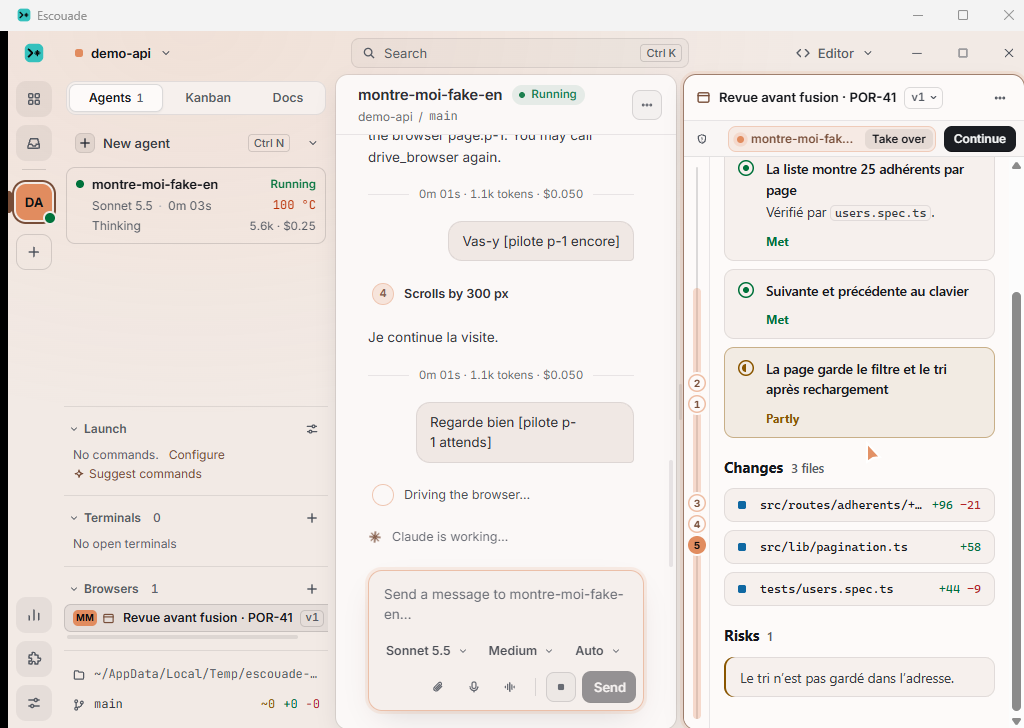 Escouade
demo-api
Search
Ctrl K
Editor
Agents 1
Kanban
Docs
New agent
Ctrl N
montre-moi-fake-en
Running
Sonnet 5.5 · 0m 03s
100 °C
Thinking
5.6k · $0.25
DA
Launch
No commands. Configure
Suggest commands
Terminals 0
No open terminals
Browsers 1
MM
Revue avant fusion · POR-41
v1
~/AppData/Local/Temp/escouade-…
main
~0 +0 -0
montre-moi-fake-en
Running
demo-api / main
the browser page.p-1. You may call
drive_browser again.
0m 01s · 1.1k tokens · $0.050
Vas-y [pilote p-1 encore]
4
Scrolls by 300 px
Je continue la visite.
0m 01s · 1.1k tokens · $0.050
Regarde bien [pilote p-
1 attends]
Driving the browser...
Claude is working...
Send a message to montre-moi-fake-
en...
Sonnet 5.5
Medium
Auto
Send
Revue avant fusion · POR-41
v1
montre-moi-fak...
Take over
Continue
La liste montre 25 adhérents par
page
Vérifié par users.spec.ts.
Met
Suivante et précédente au clavier
Met
La page garde le filtre et le tri
après rechargement
Partly
2
1
3
4
5
Changes 3 files
src/routes/adherents/+… +96 −21
src/lib/pagination.ts +58
tests/users.spec.ts +44 −9
Risks 1
Le tri n’est pas gardé dans l’adresse.